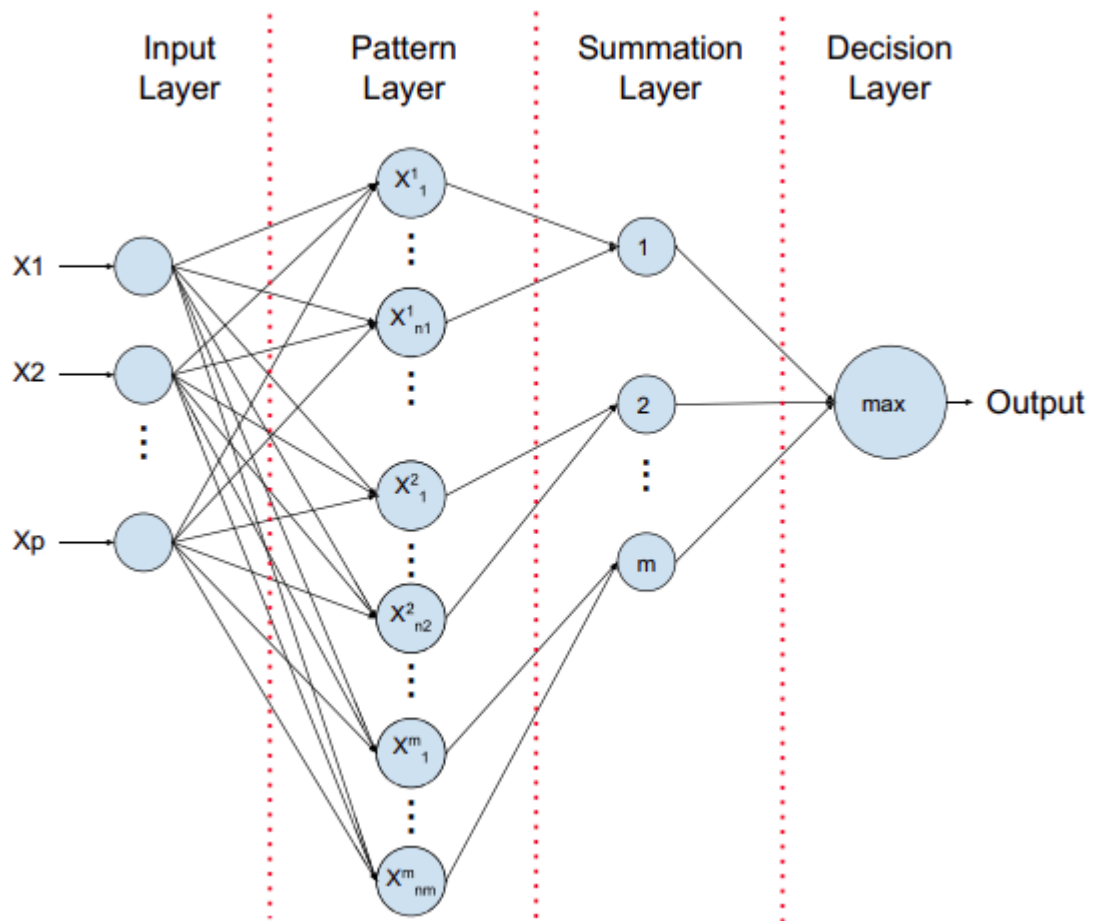 Input
Layer
Pattern
Layer
Summation
Layer
Decision
Layer
X1
X2
...
Xp
X¹₁
...
X¹ₙ₁
...
X²₁
...
X²ₙ₂
...
Xᵐ₁
...
Xᵐₙₘ
1
2
...
m
max
Output